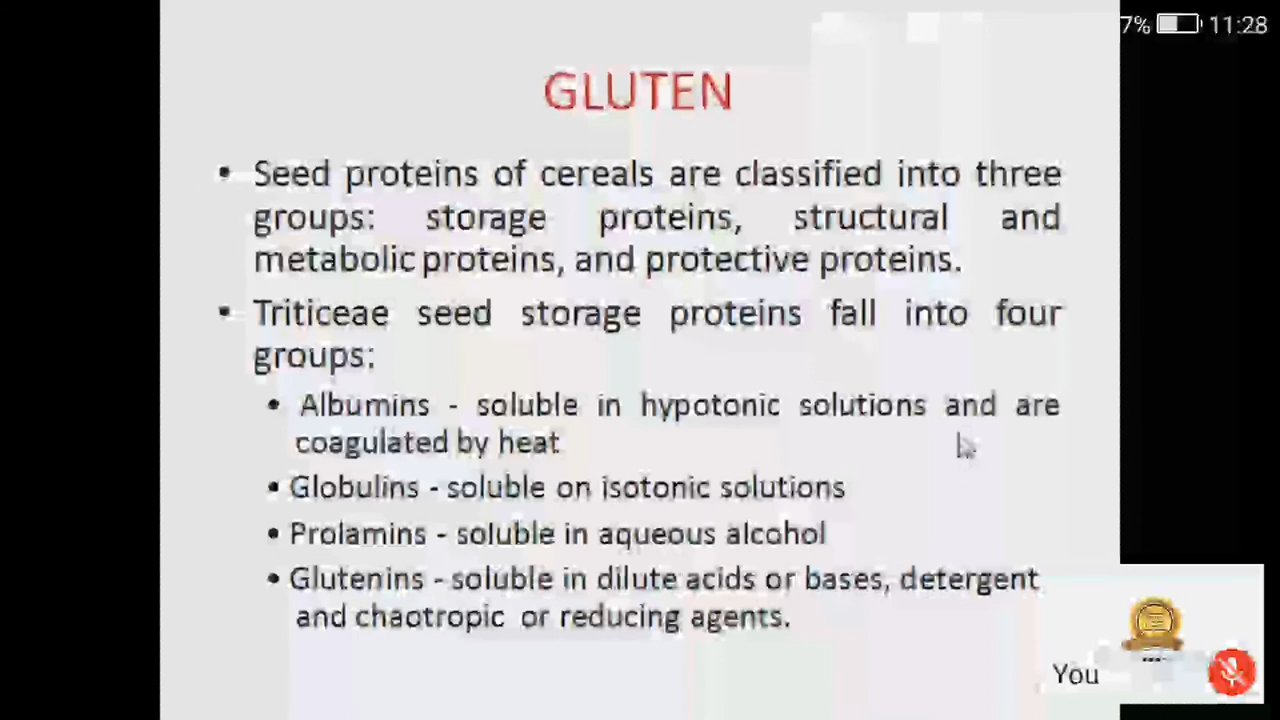 7% 11:28
GLUTEN
• Seed proteins of cereals are classified into three
groups: storage proteins, structural and
metabolic proteins, and protective proteins.
• Triticeae seed storage proteins fall into four
groups:
• Albumins - soluble in hypotonic solutions and are
coagulated by heat
• Globulins - soluble on isotonic solutions
• Prolamins - soluble in aqueous alcohol
• Glutenins - soluble in dilute acids or bases, detergent
and chaotropic or reducing agents.
You